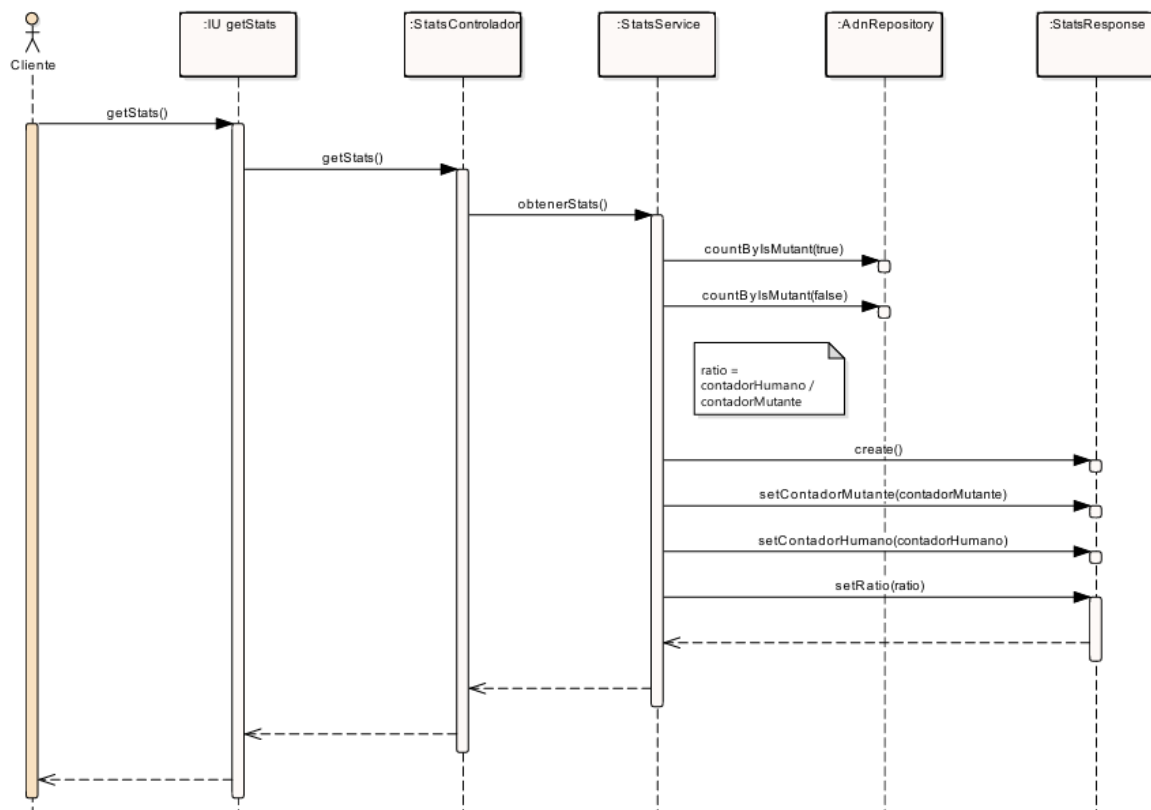 :IU getStats
:StatsControlador
:StatsService
:AdnRepository
:StatsResponse
Cliente
getStats()
getStats()
obtenerStats()
countByIsMutant(true)
countByIsMutant(false)
ratio =
contadorHumano /
contadorMutante
create()
setContadorMutante(contadorMutante)
setContadorHumano(contadorHumano)
setRatio(ratio)